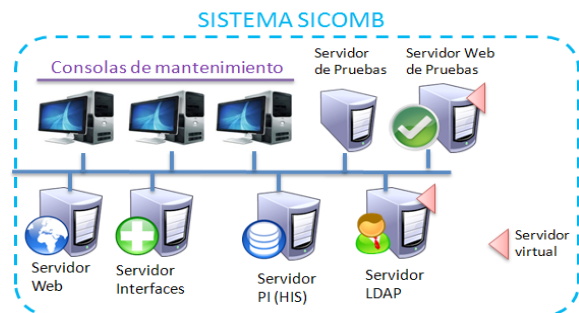 SISTEMA SICOMB
Consolas de mantenimiento
Servidor
de Pruebas
Servidor Web
de Pruebas
Servidor
Web
Servidor
Interfaces
Servidor
PI (HIS)
Servidor
LDAP
Servidor
virtual